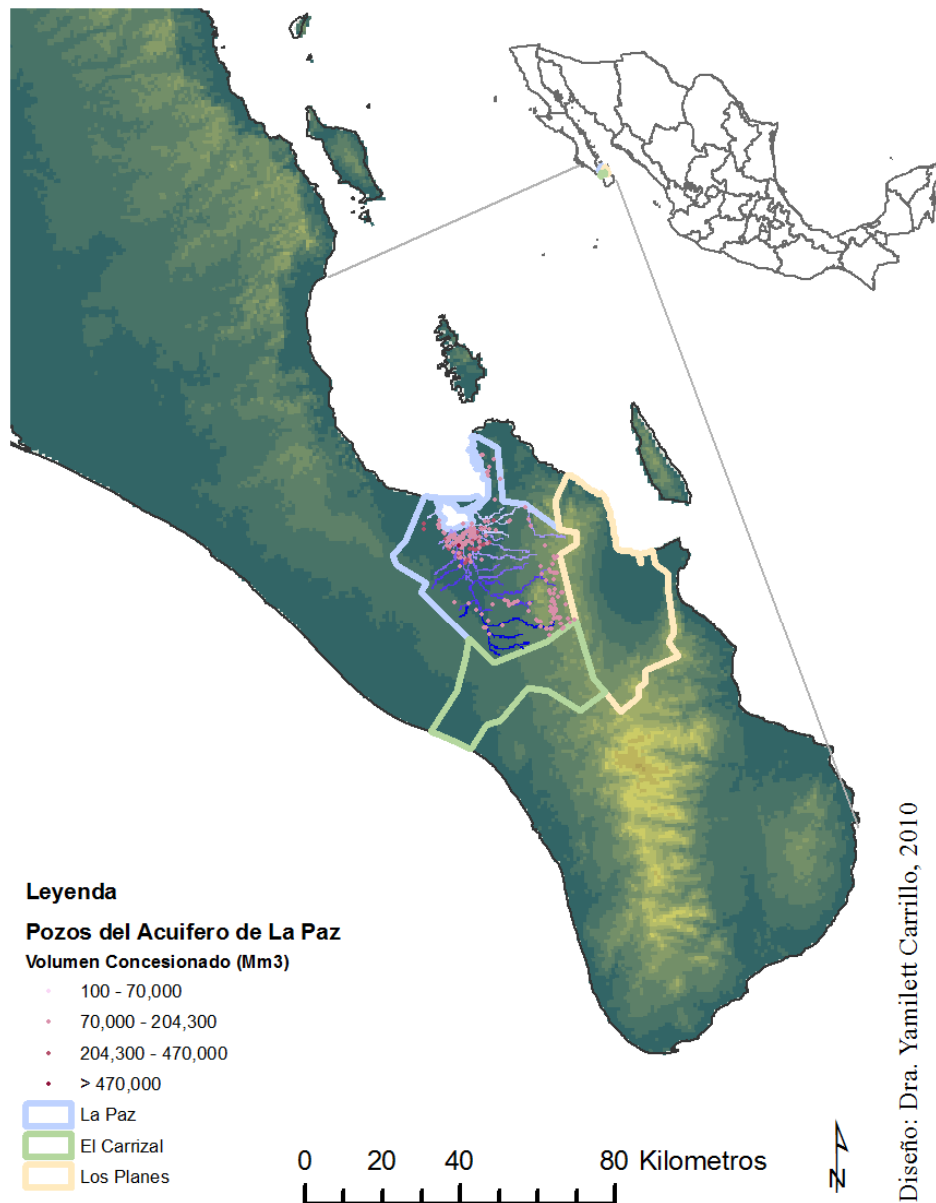 Leyenda
Pozos del Acuifero de La Paz
Volumen Concesionado (Mm3)
100 - 70,000
70,000 - 204,300
204,300 - 470,000
> 470,000
La Paz
El Carrizal
Los Planes
0 20 40 80 Kilometros
N
Diseño: Dra. Yamilett Carrillo, 2010